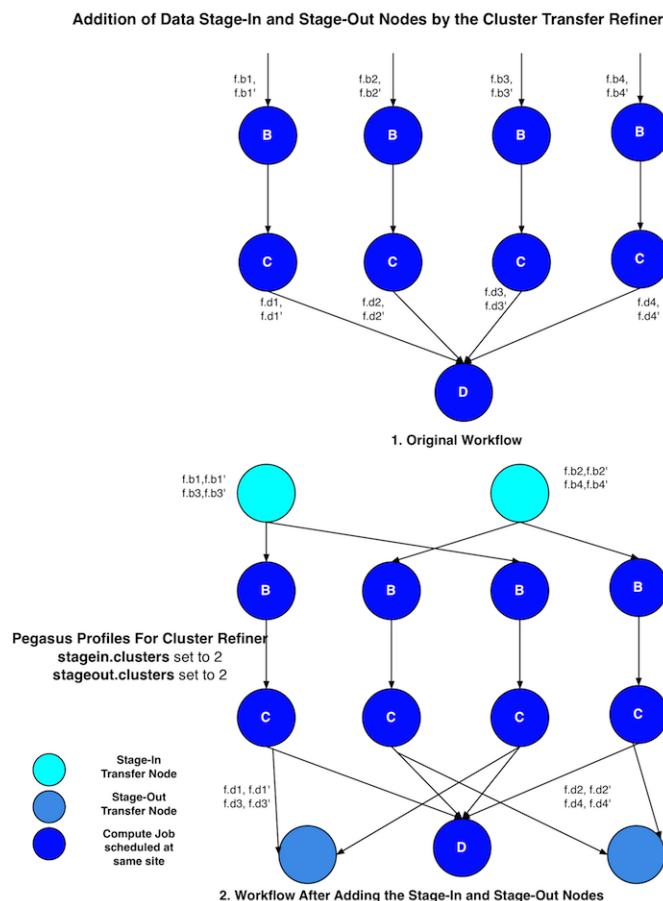 Addition of Data Stage-In and Stage-Out Nodes by the Cluster Transfer Refiner
f.b1,
f.b1'
f.b2,
f.b2'
f.b3,
f.b3'
f.b4,
f.b4'
B
B
B
B
C
C
C
C
f.d1,
f.d1'
f.d2,
f.d2'
f.d3,
f.d3'
f.d4,
f.d4'
D
1. Original Workflow
f.b1,f.b1'
f.b3,f.b3'
f.b2,f.b2'
f.b4,f.b4'
B
B
B
B
Pegasus Profiles For Cluster Refiner
stagein.clusters set to 2
stageout.clusters set to 2
C
C
C
C
Stage-In
Transfer Node
Stage-Out
Transfer Node
Compute Job
scheduled at
same site
f.d1, f.d1'
f.d3, f.d3'
f.d2, f.d2'
f.d4, f.d4'
D
2. Workflow After Adding the Stage-In and Stage-Out Nodes